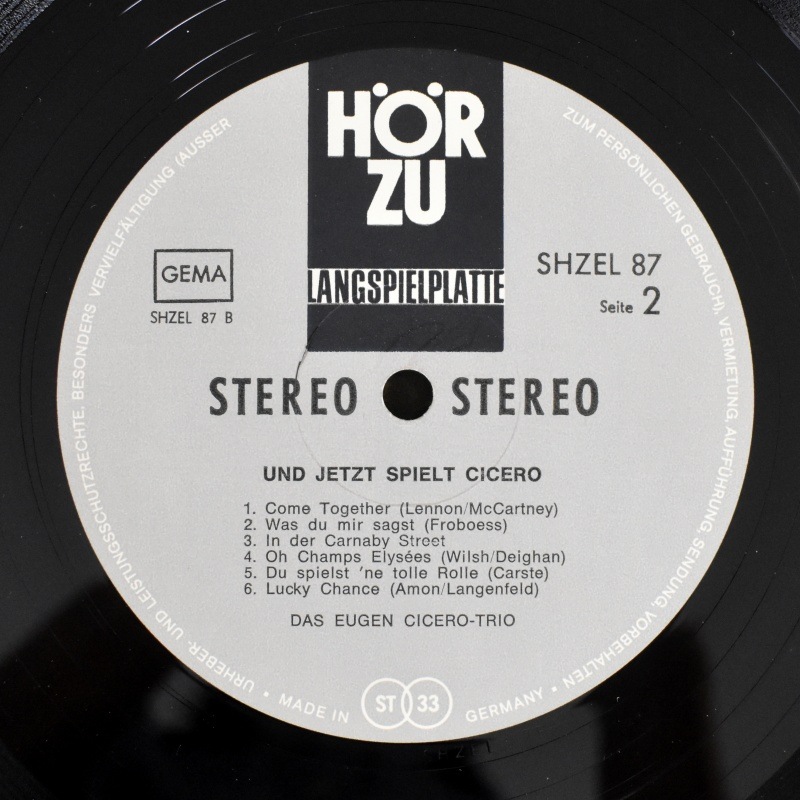 HÖR
ZU
LANGSPIELPLATTE
GEMA
SHZEL 87 B
SHZEL 87
Seite 2
STEREO STEREO
UND JETZT SPIELT CICERO
1. Come Together (Lennon/McCartney)
2. Was du mir sagst (Froboess)
3. In der Carnaby Street
4. Oh Champs Elysées (Wilsh/Deighan)
5. Du spielst 'ne tolle Rolle (Carste)
6. Lucky Chance (Amon/Langenfeld)
DAS EUGEN CICERO-TRIO
URHEBER- UND LEISTUNGSSCHUTZRECHTE, BESONDERS VERVIELFÄLTIGUNG (AUSSER
ZUM PERSÖNLICHEN GEBRAUCH), VERMIETUNG, AUFFÜHRUNG, SENDUNG, VORBEHALTEN
• MADE IN ST 33 GERMANY •